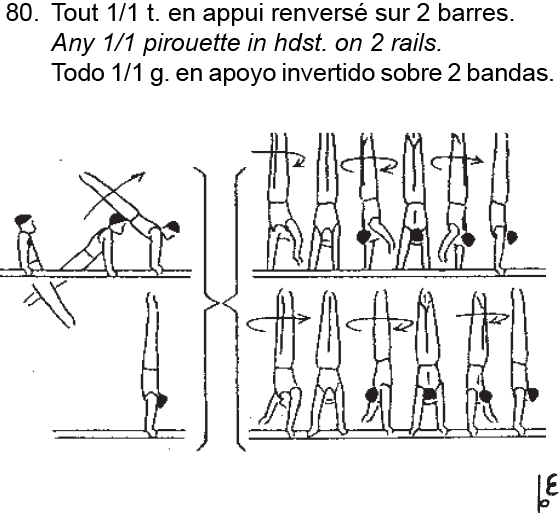 80. Tout 1/1 t. en appui renversé sur 2 barres.
Any 1/1 pirouette in hdst. on 2 rails.
Todo 1/1 g. en apoyo invertido sobre 2 bandas.